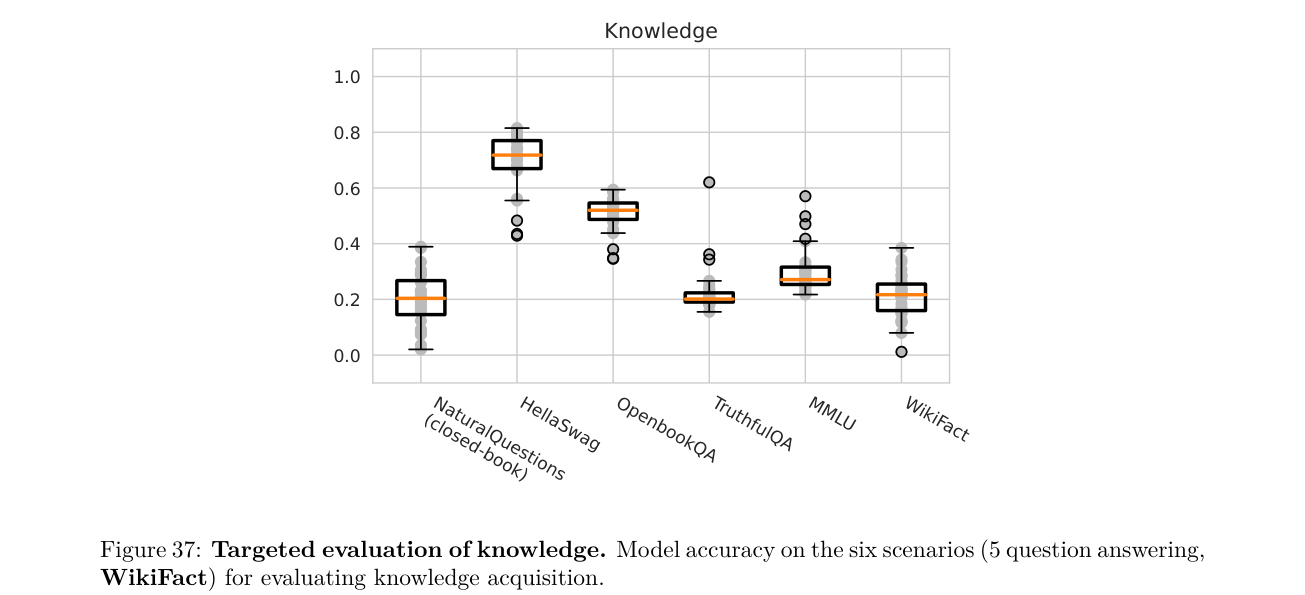 Knowledge
1.0
0.8
0.6
0.4
0.2
0.0
NaturalQuestions
(closed-book)
HellaSwag
OpenbookQA
TruthfulQA
MMLU
WikiFact
Figure 37: Targeted evaluation of knowledge. Model accuracy on the six scenarios (5 question answering,
WikiFact) for evaluating knowledge acquisition.